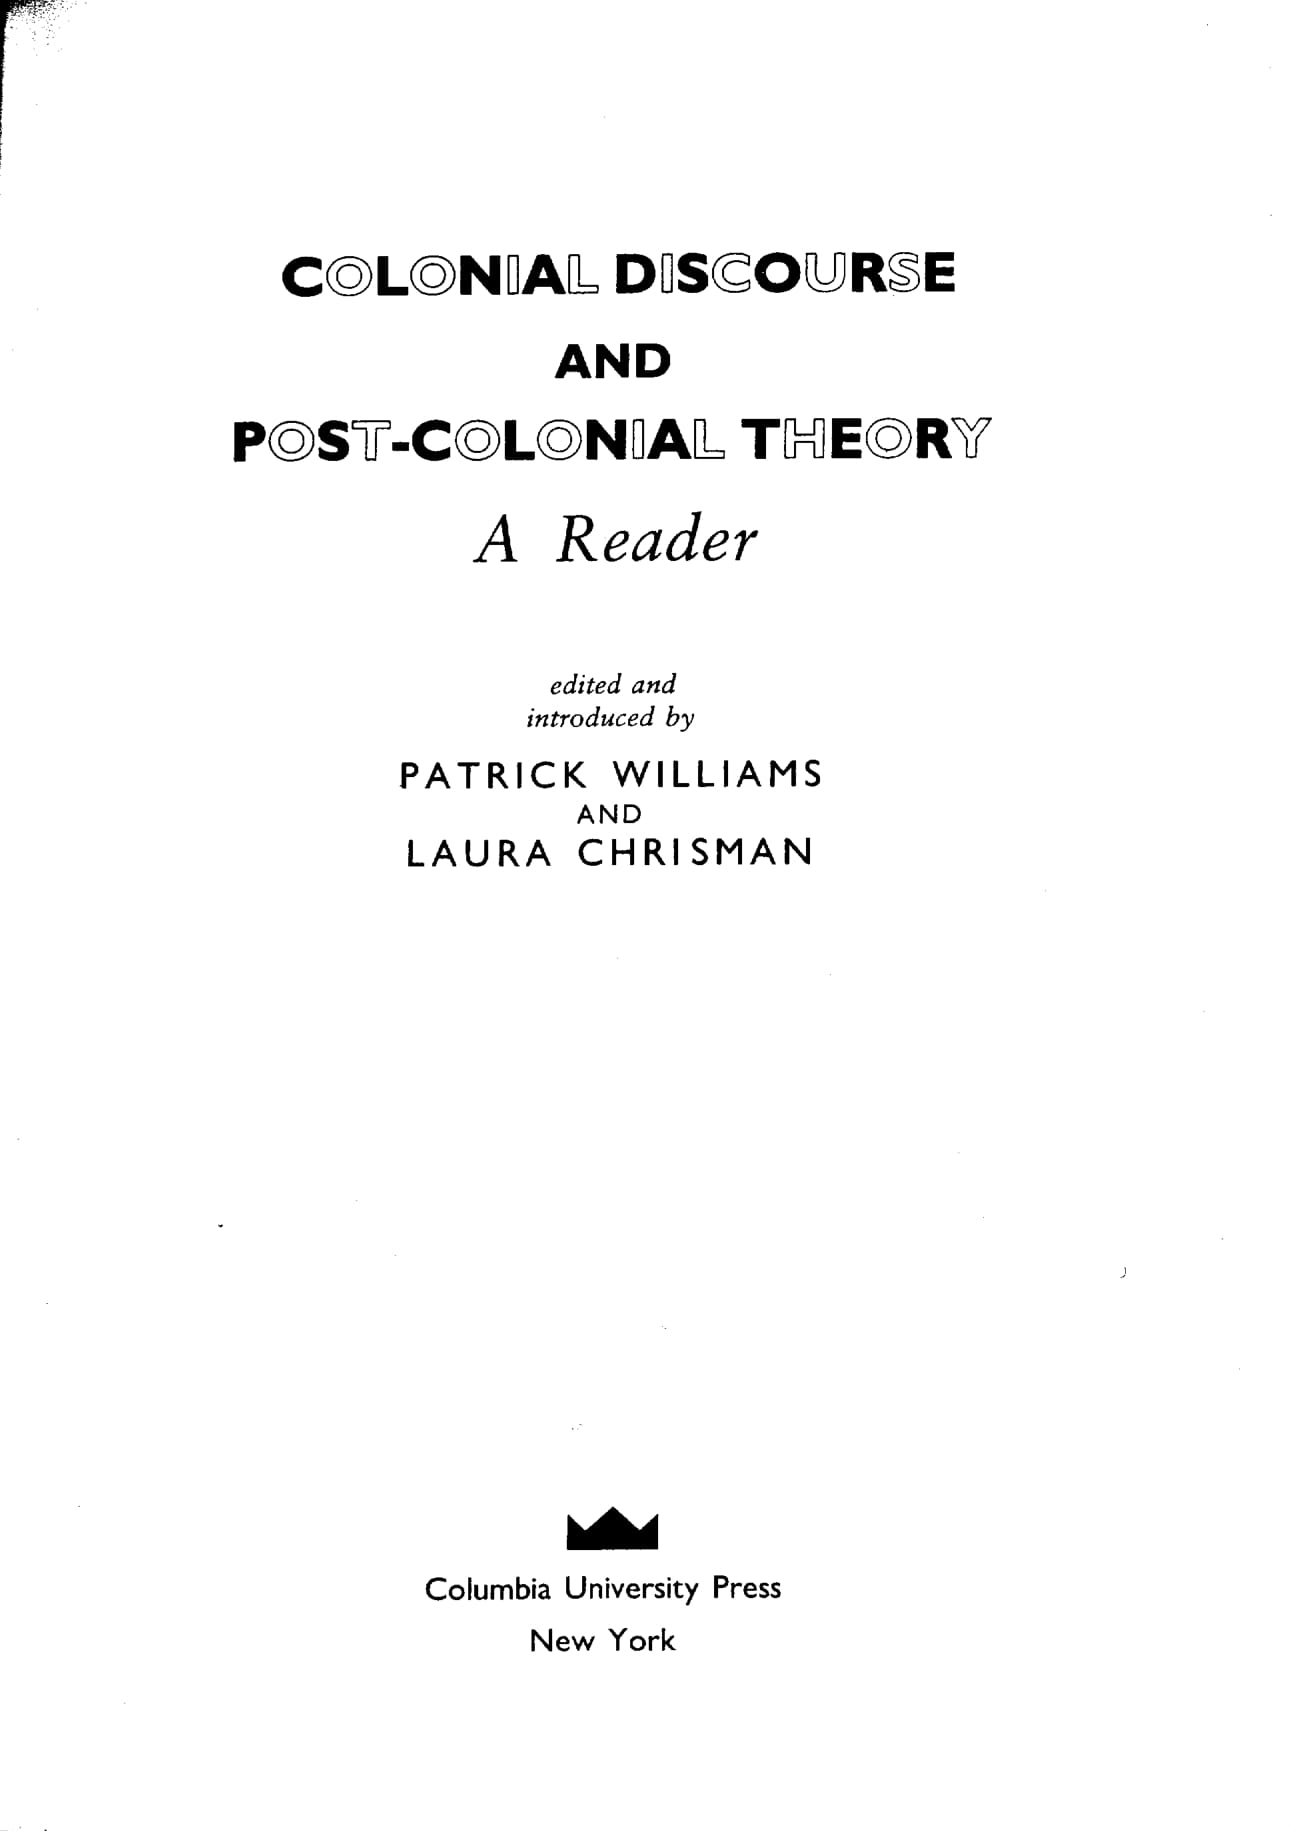 COLONIAL DISCOURSE
AND
POST-COLONIAL THEORY
A Reader
edited and
introduced by
PATRICK WILLIAMS
AND
LAURA CHRISMAN
Columbia University Press
New York